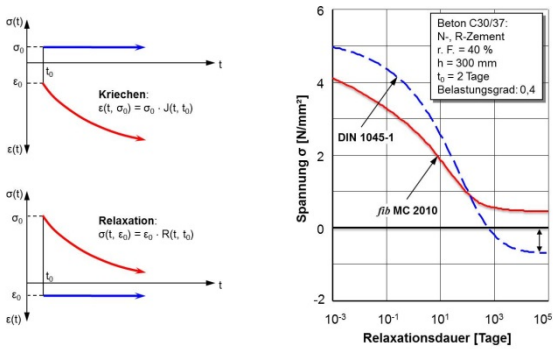 σ(t)
σ₀
t₀
t
ε₀
Kriechen:
ε(t, σ₀) = σ₀ · J(t, t₀)
ε(t)
σ(t)
σ₀
Relaxation:
σ(t, ε₀) = ε₀ · R(t, t₀)
t₀
t
ε₀
ε(t)
Spannung σ [N/mm²]
6
4
2
0
-2
Beton C30/37:
N-, R-Zement
r. F. = 40 %
h = 300 mm
t₀ = 2 Tage
Belastungsgrad: 0,4
DIN 1045-1
fib MC 2010
10⁻³ 10⁻¹ 10¹ 10³ 10⁵
Relaxationsdauer [Tage]